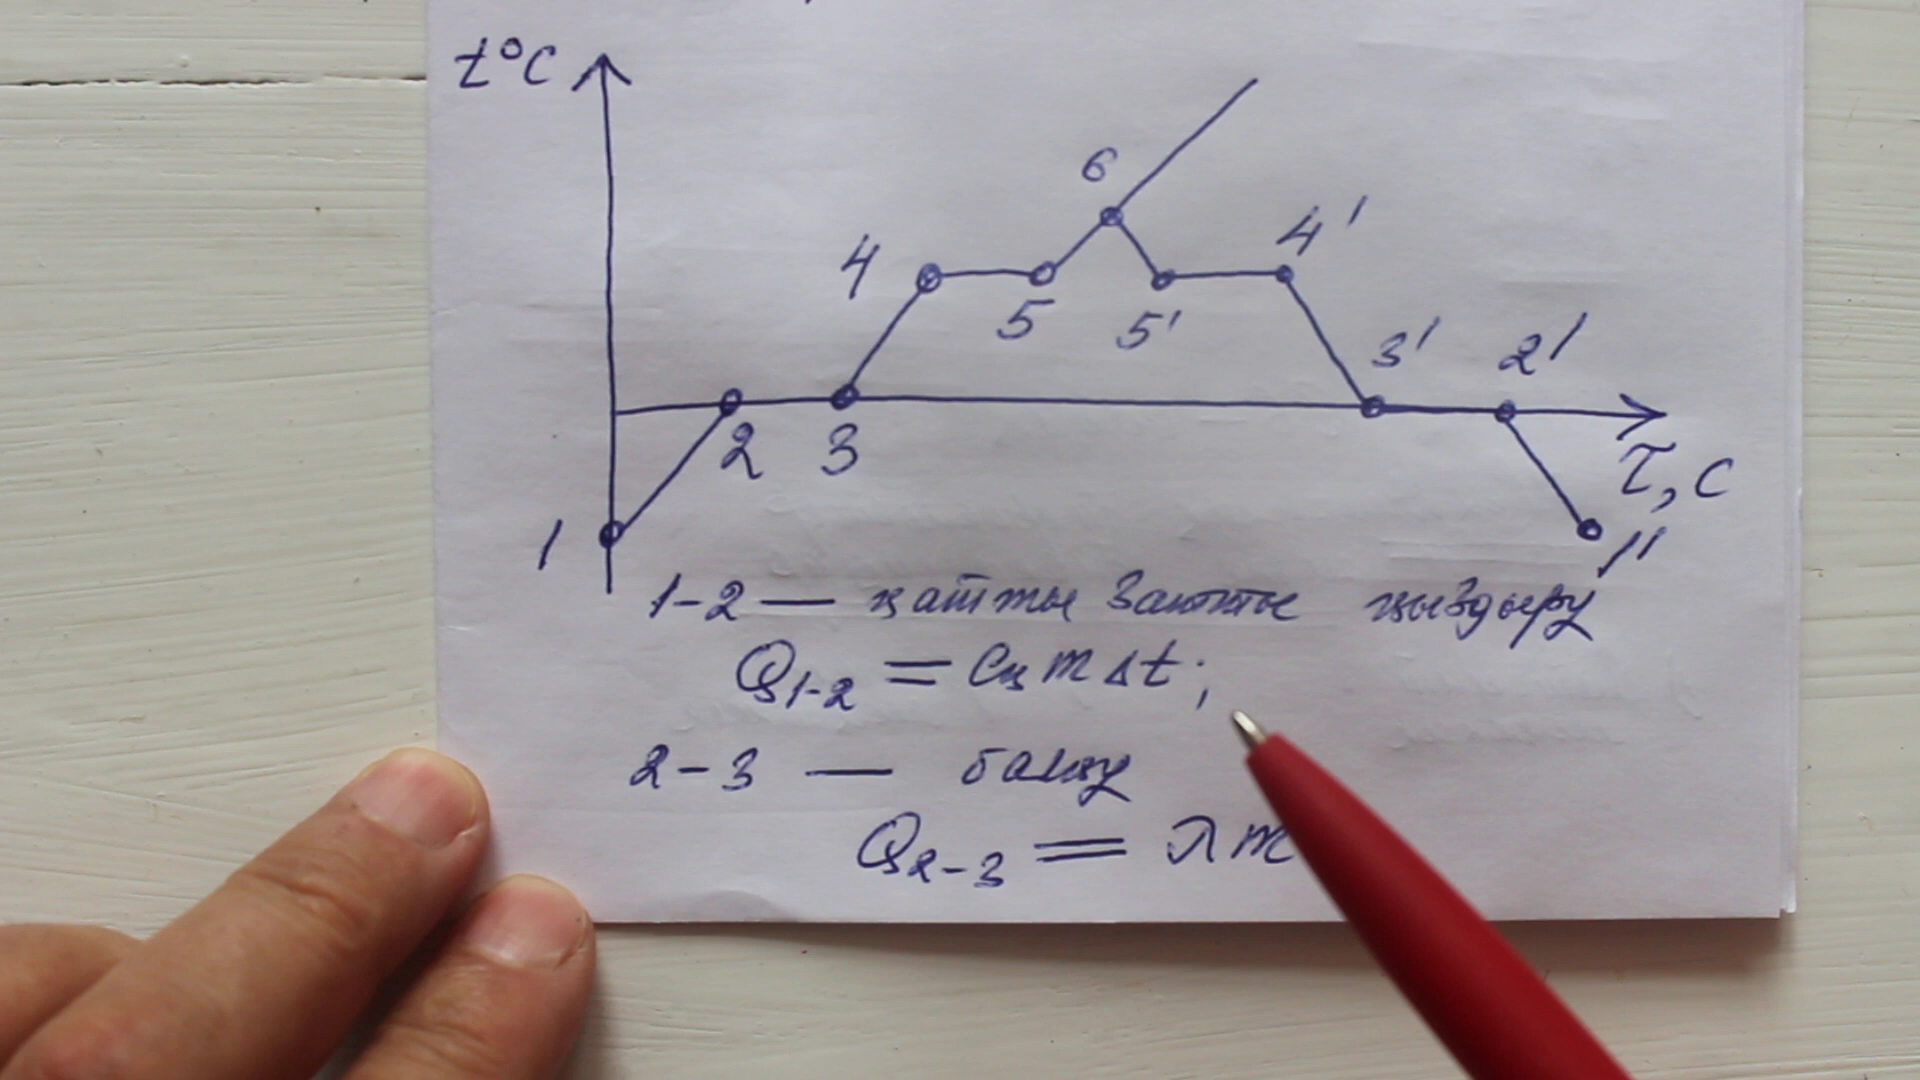 t°C
6
4 4'
5 5' 3' 2'
2 3 τ, c
1 1'
1-2 — қатты затты қыздыру
Q₁₋₂ = Cқ m Δt;
2-3 — балқу
Q₂₋₃ = λm